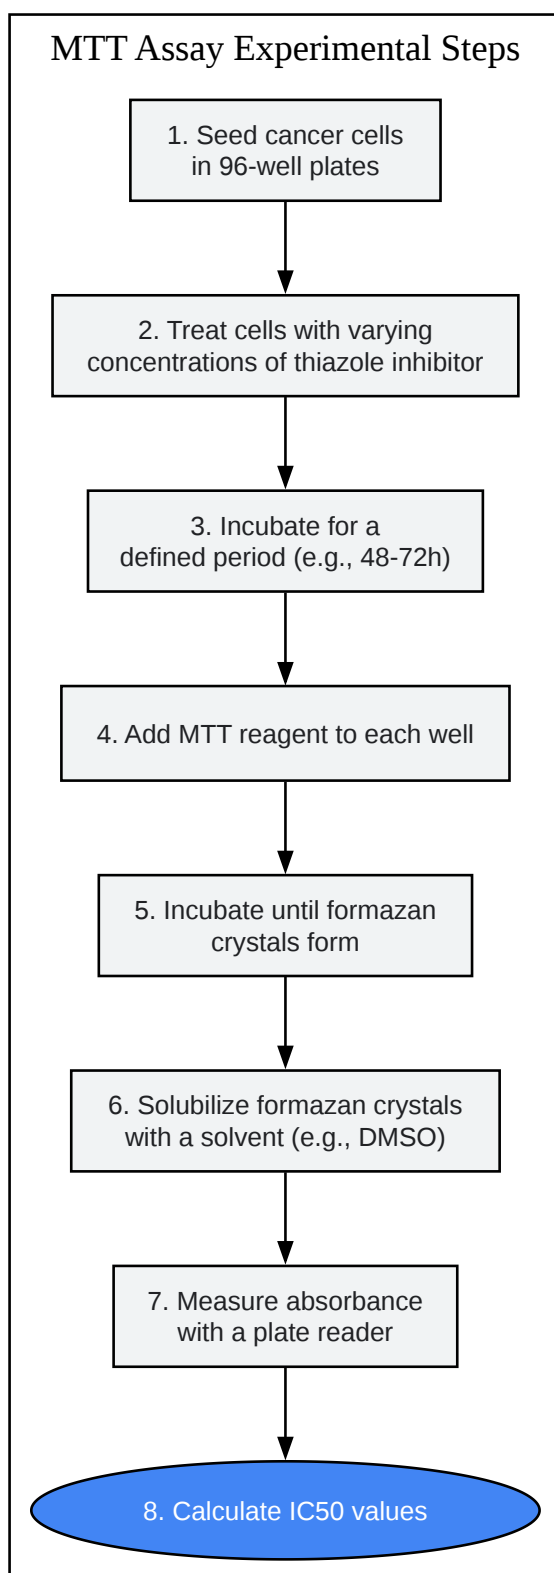 MTT Assay Experimental Steps
1. Seed cancer cells
in 96-well plates
2. Treat cells with varying
concentrations of thiazole inhibitor
3. Incubate for a
defined period (e.g., 48-72h)
4. Add MTT reagent to each well
5. Incubate until formazan
crystals form
6. Solubilize formazan crystals
with a solvent (e.g., DMSO)
7. Measure absorbance
with a plate reader
8. Calculate IC50 values